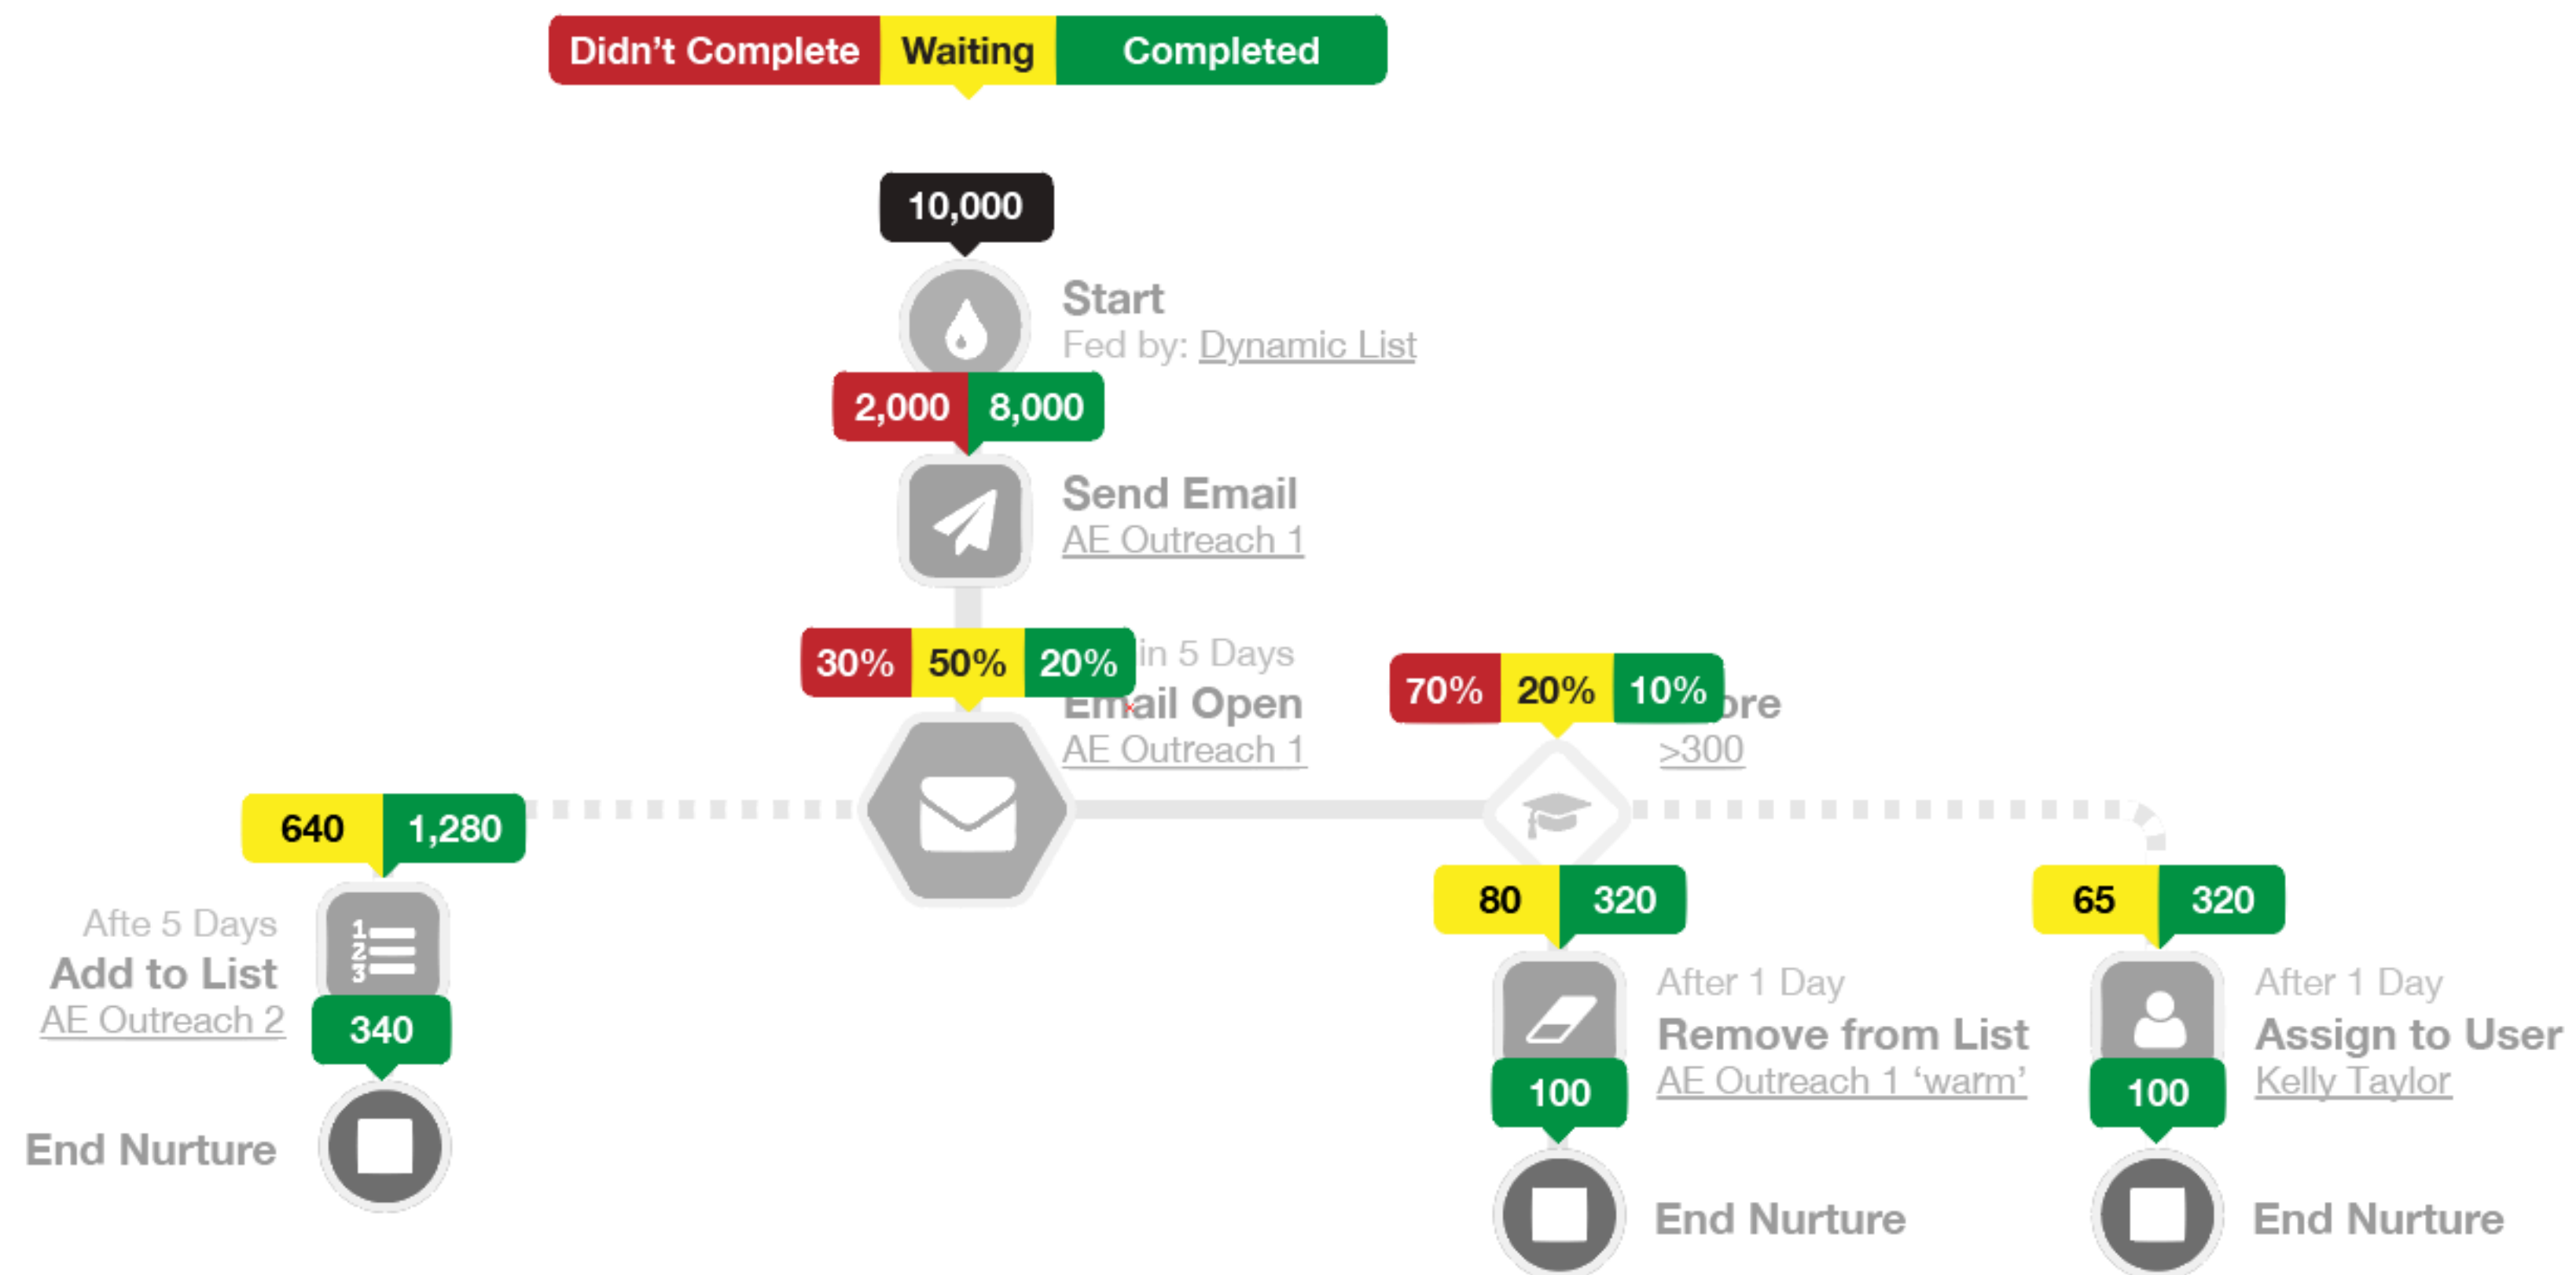 Didn't Complete Waiting Completed
10,000
Start
Fed by: Dynamic List
2,000 8,000
Send Email
AE Outreach 1
30% 50% 20% in 5 Days
Email Open
AE Outreach 1
70% 20% 10% ore
>300
640 1,280
Afte 5 Days
Add to List
AE Outreach 2
1
2
3
340
End Nurture
80 320
After 1 Day
Remove from List
AE Outreach 1 ‘warm’
100
End Nurture
65 320
After 1 Day
Assign to User
Kelly Taylor
100
End Nurture